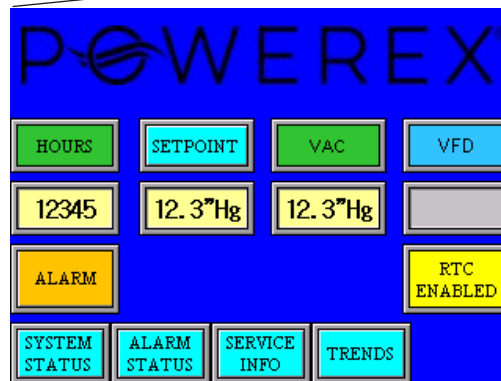 POWEREX
HOURS SETPOINT VAC VFD
12345 12.3"Hg 12.3"Hg
ALARM RTC ENABLED
SYSTEM STATUS ALARM STATUS SERVICE INFO TRENDS